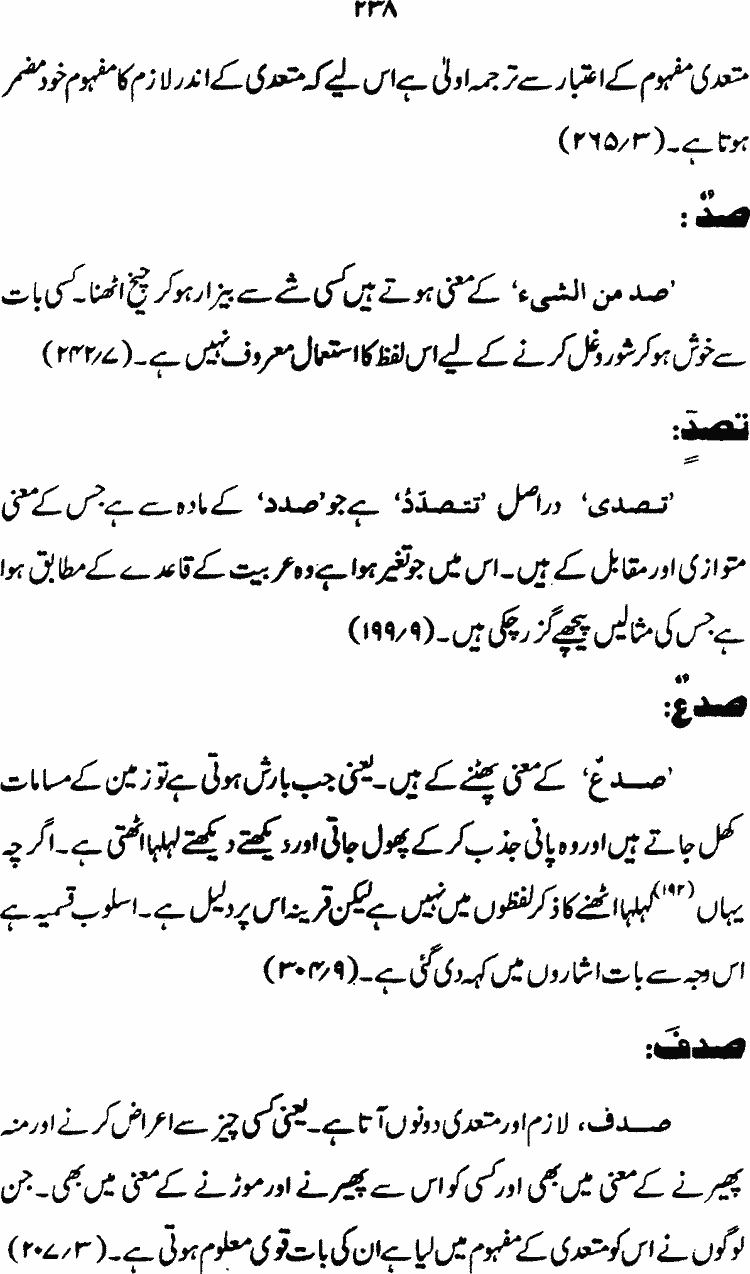 ۲۳۸
متعدی مفہوم کے اعتبار سے ترجمہ اولیٰ ہے اس لیے کہ متعدی کے اندر لازم کا مفہوم خود مضمر
ہوتا ہے۔ (۲۶۵/۳)
صدٌّ :
’صد من الشیء‘ کے معنی ہوتے ہیں کسی شے سے بیزار ہو کر چیخ اٹھنا۔ کسی بات
سے خوش ہو کر شور و غل کرنے کے لیے اس لفظ کا استعمال معروف نہیں ہے۔ (۲۴۲/۷)
تصدٍّ:
’تصدی‘ دراصل ’تتصدّدُ‘ ہے جو ’صدد‘ کے مادہ سے ہے جس کے معنی
متوازی اور مقابل کے ہیں۔ اس میں جو تغیر ہوا ہے وہ عربیت کے قاعدے کے مطابق ہوا
ہے جس کی مثالیں پیچھے گزر چکی ہیں۔ (۱۹۹/۹)
صدعٌ:
’صدعٌ‘ کے معنی پھٹنے کے ہیں۔ یعنی جب بارش ہوتی ہے تو زمین کے مسامات
کھل جاتے ہیں اور وہ پانی جذب کر کے پھول جاتی اور دیکھتے دیکھتے لہلہا اٹھتی ہے۔ اگرچہ
یہاں (۱۹۲) لہلہا اٹھنے کا ذکر لفظوں میں نہیں ہے لیکن قرینہ اس پر دلیل ہے۔ اسلوب قسمیہ ہے
اس وجہ سے بات اشاروں میں کہہ دی گئی ہے۔ (۳۰۴/۹)
صدفَ:
صدف، لازم اور متعدی دونوں آتا ہے۔ یعنی کسی چیز سے اعراض کرنے اور منہ
پھیرنے کے معنی میں بھی اور کسی کو اس سے پھیرنے اور موڑنے کے معنی میں بھی۔ جن
لوگوں نے اس کو متعدی کے مفہوم میں لیا ہے ان کی بات قوی معلوم ہوتی ہے۔ (۲۰۷/۳)